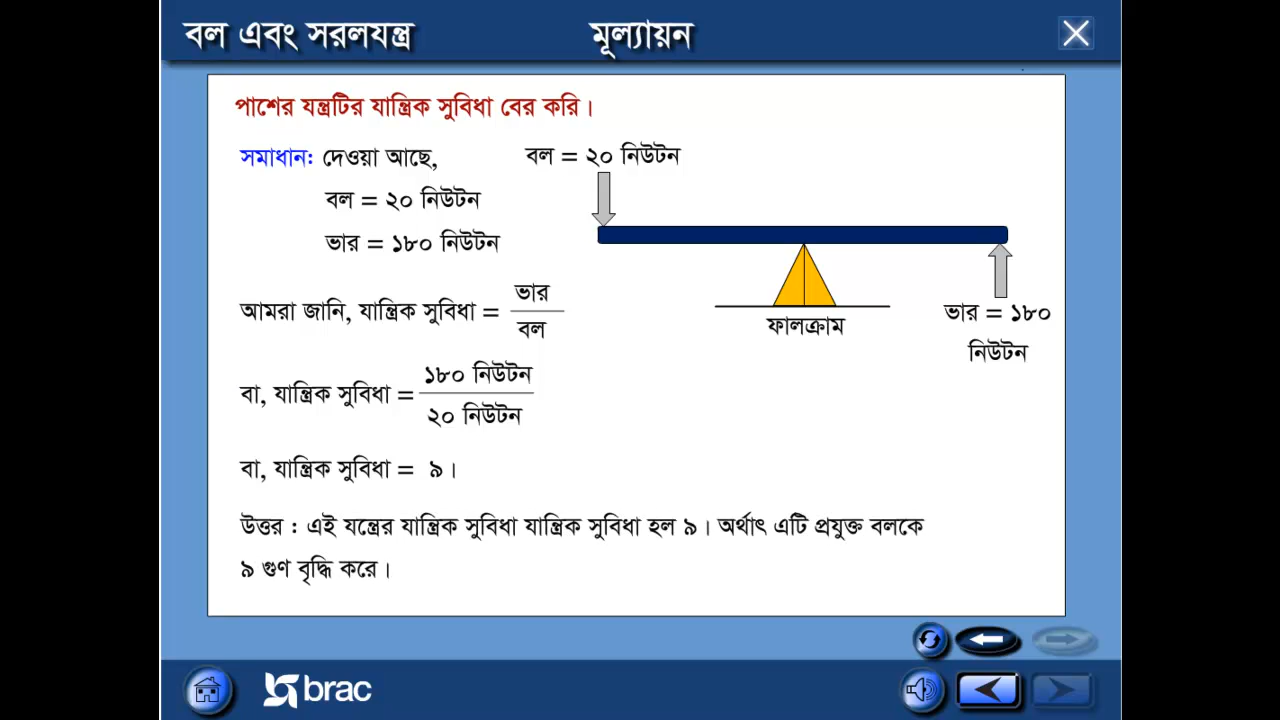 বল এবং সরলযন্ত্র
মূল্যায়ন
পাশের যন্ত্রটির যান্ত্রিক সুবিধা বের করি।
সমাধান: দেওয়া আছে,
বল = ২০ নিউটন
ভার = ১৮০ নিউটন
বল = ২০ নিউটন
ফালক্রাম
ভার = ১৮০
নিউটন
আমরা জানি, যান্ত্রিক সুবিধা =
ভার
বল
বা, যান্ত্রিক সুবিধা =
১৮০ নিউটন
২০ নিউটন
বা, যান্ত্রিক সুবিধা = ৯।
উত্তর : এই যন্ত্রের যান্ত্রিক সুবিধা যান্ত্রিক সুবিধা হল ৯। অর্থাৎ এটি প্রযুক্ত বলকে
৯ গুণ বৃদ্ধি করে।
brac